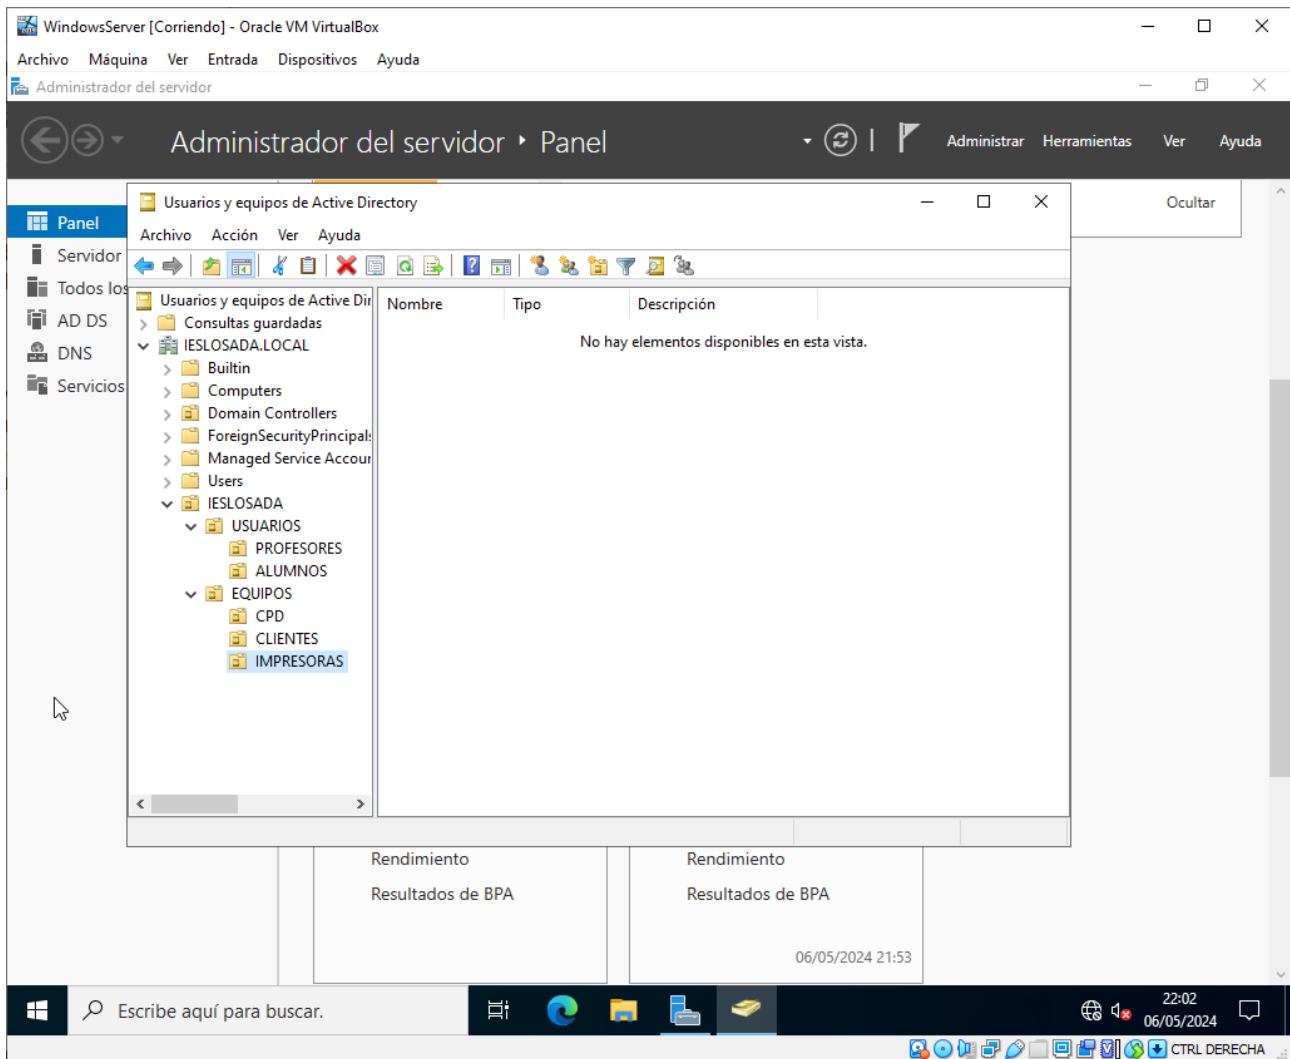 WindowsServer [Corriendo] - Oracle VM VirtualBox
Archivo Máquina Ver Entrada Dispositivos Ayuda
Administrador del servidor
Administrador del servidor ‣ Panel
Administrar Herramientas Ver Ayuda
Ocultar
Panel
Servidor
Todos los
AD DS
DNS
Servicios
Usuarios y equipos de Active Directory
Archivo Acción Ver Ayuda
Usuarios y equipos de Active Dir
Consultas guardadas
IESLOSADA.LOCAL
Builtin
Computers
Domain Controllers
ForeignSecurityPrincipals
Managed Service Accour
Users
IESLOSADA
USUARIOS
PROFESORES
ALUMNOS
EQUIPOS
CPD
CLIENTES
IMPRESORAS
Nombre Tipo Descripción
No hay elementos disponibles en esta vista.
Rendimiento
Resultados de BPA
Rendimiento
Resultados de BPA
06/05/2024 21:53
Escribe aquí para buscar.
22:02
06/05/2024
CTRL DERECHA